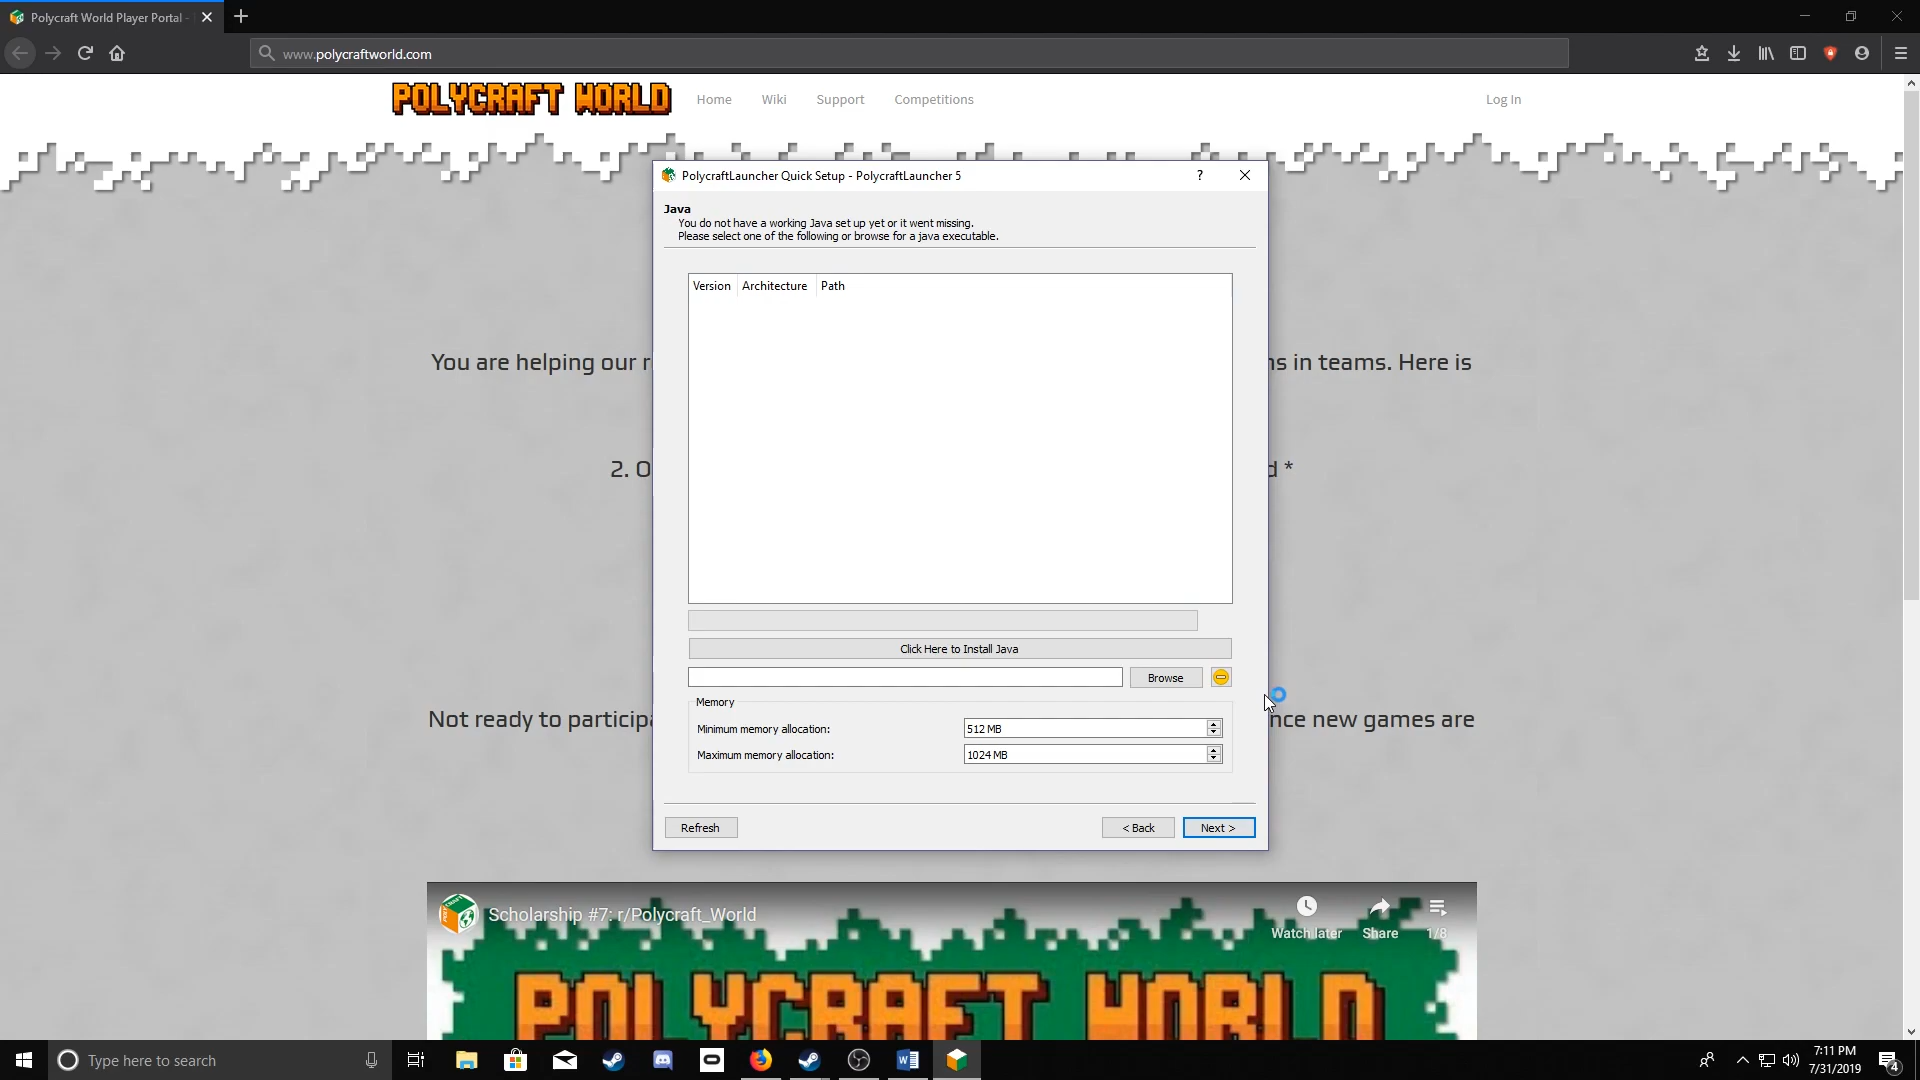 Polycraft World Player Portal -
www.polycraftworld.com
POLYCRAFT WORLD
Home
Wiki
Support
Competitions
Log In
PolycraftLauncher Quick Setup - PolycraftLauncher 5
?
Java
You do not have a working Java set up yet or it went missing.
Please select one of the following or browse for a java executable.
Version
Architecture
Path
You are helping our r
ns in teams. Here is
2. O
d *
Click Here to Install Java
Browse
Memory
Not ready to participa
nce new games are
Minimum memory allocation:
512 MB
Maximum memory allocation:
1024 MB
Refresh
< Back
Next >
Scholarship #7: r/Polycraft_World
Watch later
Share
1/8
POLYCRAFT WORLD
Type here to search
7:11 PM
7/31/2019
4